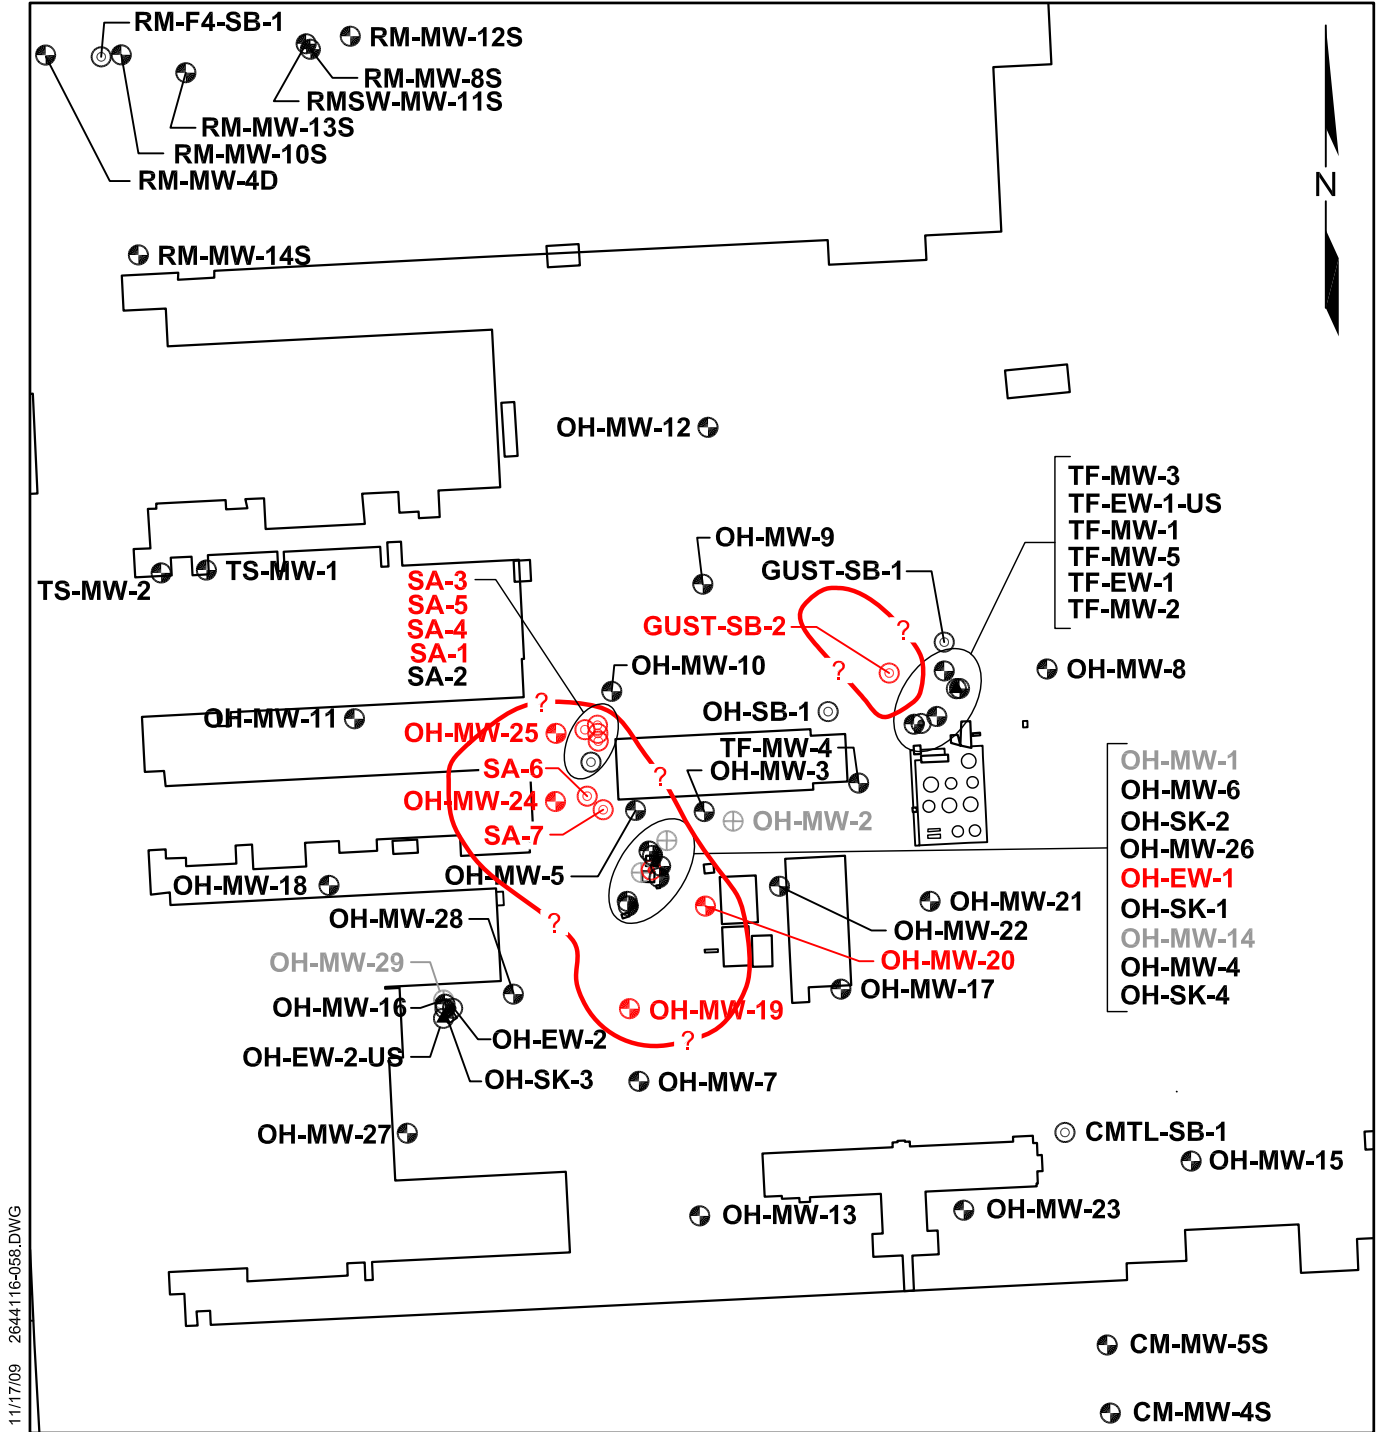 RM-F4-SB-1
RM-MW-12S
RM-MW-8S
RMSW-MW-11S
RM-MW-13S
RM-MW-10S
RM-MW-4D
N
RM-MW-14S
OH-MW-12
TF-MW-3
TF-EW-1-US
TF-MW-1
TF-MW-5
TF-EW-1
TF-MW-2
OH-MW-9
GUST-SB-1
TS-MW-2
TS-MW-1
SA-3
SA-5
SA-4
SA-1
SA-2
GUST-SB-2
?
?
OH-MW-10
OH-MW-8
?
OH-MW-11
OH-SB-1
OH-MW-25
TF-MW-4
SA-6
?
OH-MW-3
OH-MW-24
OH-MW-2
SA-7
OH-MW-1
OH-MW-6
OH-SK-2
OH-MW-26
OH-EW-1
OH-SK-1
OH-MW-14
OH-MW-4
OH-SK-4
OH-MW-18
OH-MW-5
OH-MW-28
?
OH-MW-21
OH-MW-22
OH-MW-29
OH-MW-20
OH-MW-17
OH-MW-16
OH-MW-19
OH-EW-2
?
OH-EW-2-US
OH-SK-3
OH-MW-7
OH-MW-27
CMTL-SB-1
OH-MW-15
OH-MW-13
OH-MW-23
CM-MW-5S
CM-MW-4S
11/17/09 2644116-058.DWG